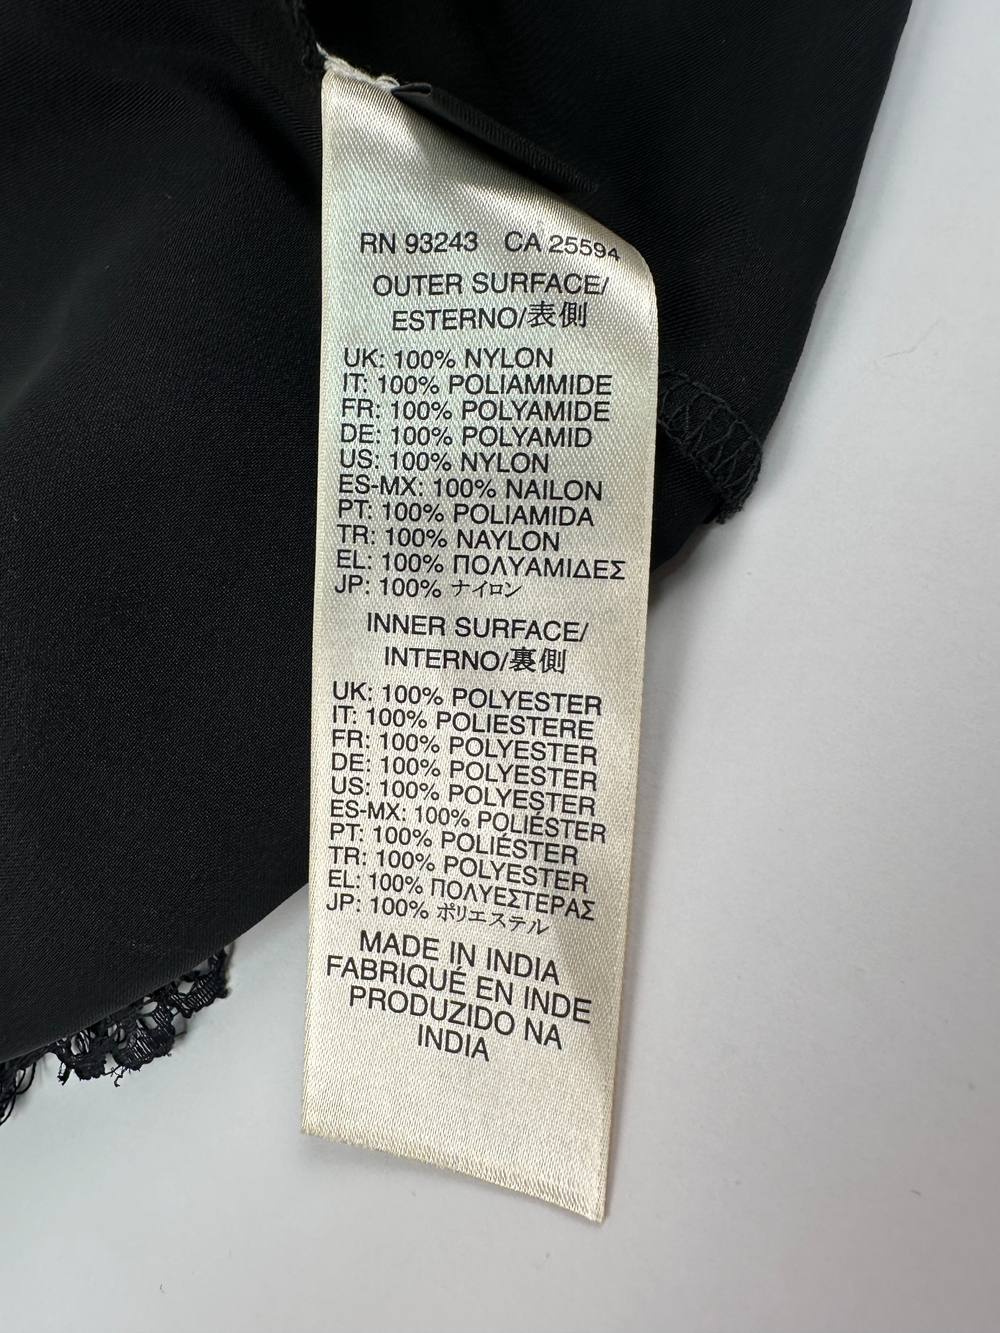 RN 93243 CA 25594
OUTER SURFACE/
ESTERNO/表側
UK: 100% NYLON
IT: 100% POLIAMMIDE
FR: 100% POLYAMIDE
DE: 100% POLYAMID
US: 100% NYLON
ES-MX: 100% NAILON
PT: 100% POLIAMIDA
TR: 100% NAYLON
EL: 100% ΠΟΛΥΑΜΙΔΕΣ
JP: 100% ナイロン
INNER SURFACE/
INTERNO/裏側
UK: 100% POLYESTER
IT: 100% POLIESTERE
FR: 100% POLYESTER
DE: 100% POLYESTER
US: 100% POLYESTER
ES-MX: 100% POLIÉSTER
PT: 100% POLIÉSTER
TR: 100% POLYESTER
EL: 100% ΠΟΛΥΕΣΤΕΡΑΣ
JP: 100% ポリエステル
MADE IN INDIA
FABRIQUÉ EN INDE
PRODUZIDO NA
INDIA